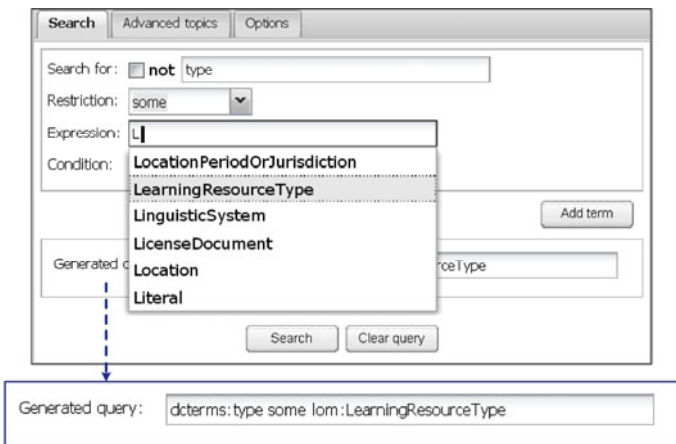 Search Advanced topics Options
Search for: not type
Restriction: some
Expression: L
Condition:
LocationPeriodOrJurisdiction
LearningResourceType
LinguisticSystem
LicenseDocument
Location
Literal
Add term
Generated rceType
Search Clear query
Generated query: dcterms:type some lom:LearningResourceType